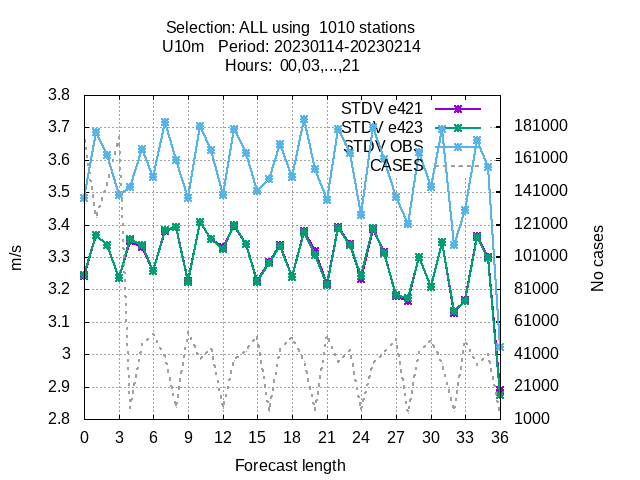 Selection: ALL using  1010 stations
U10m   Period: 20230114-20230214
Hours:  00,03,...,21
STDV e421
STDV e423
STDV OBS
CASES
3.8
3.7
3.6
3.5
3.4
3.3
3.2
3.1
3
2.9
2.8
181000
161000
141000
121000
101000
81000
61000
41000
21000
1000
m/s
No cases
0 3 6 9 12 15 18 21 24 27 30 33 36
Forecast length